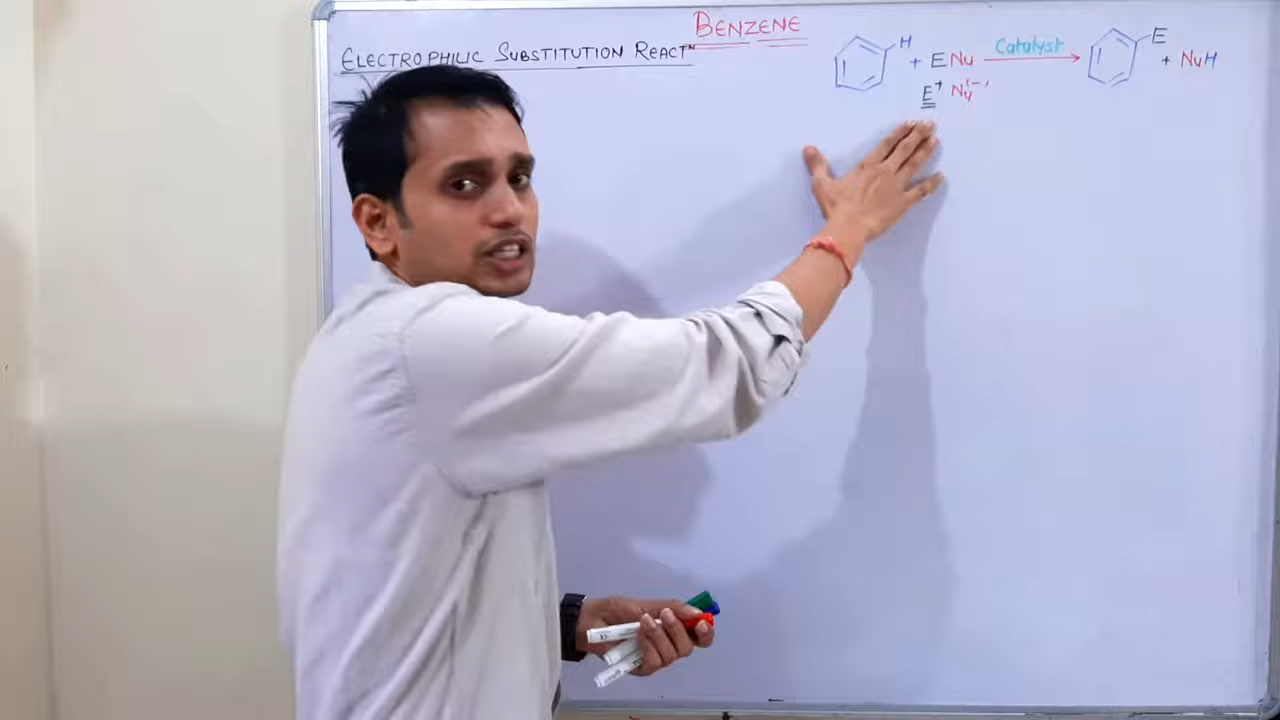 BENZENE
ELECTROPHILIC SUBSTITUTION REACTN
H + ENu Catalyst → E + NuH
E+ Nu(-)